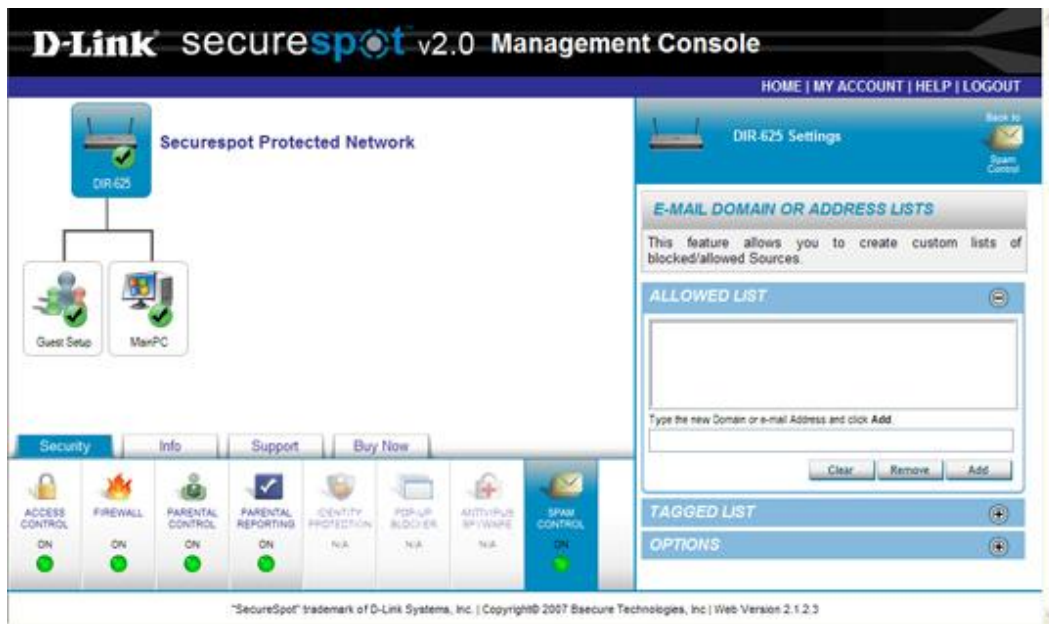 D-Link securespot v2.0 Management Console
HOME | MY ACCOUNT | HELP | LOGOUT
DIR-625
Securespot Protected Network
Guest Setup
MainPC
Security
Info
Support
Buy Now
ACCESS CONTROL
ON
FIREWALL
ON
PARENTAL CONTROL
ON
PARENTAL REPORTING
ON
IDENTITY PROTECTION
N/A
POP-UP BLOCKER
N/A
ANTIVIRUS SPYWARE
N/A
SPAM CONTROL
ON
DIR-625 Settings
Back to
Spam
Control
E-MAIL DOMAIN OR ADDRESS LISTS
This feature allows you to create custom lists of
blocked/allowed Sources.
ALLOWED LIST
Type the new Domain or e-mail Address and click Add.
Clear
Remove
Add
TAGGED LIST
OPTIONS
"SecureSpot" trademark of D-Link Systems, Inc. | Copyright© 2007 Bsecure Technologies, Inc | Web Version 2.1.2.3